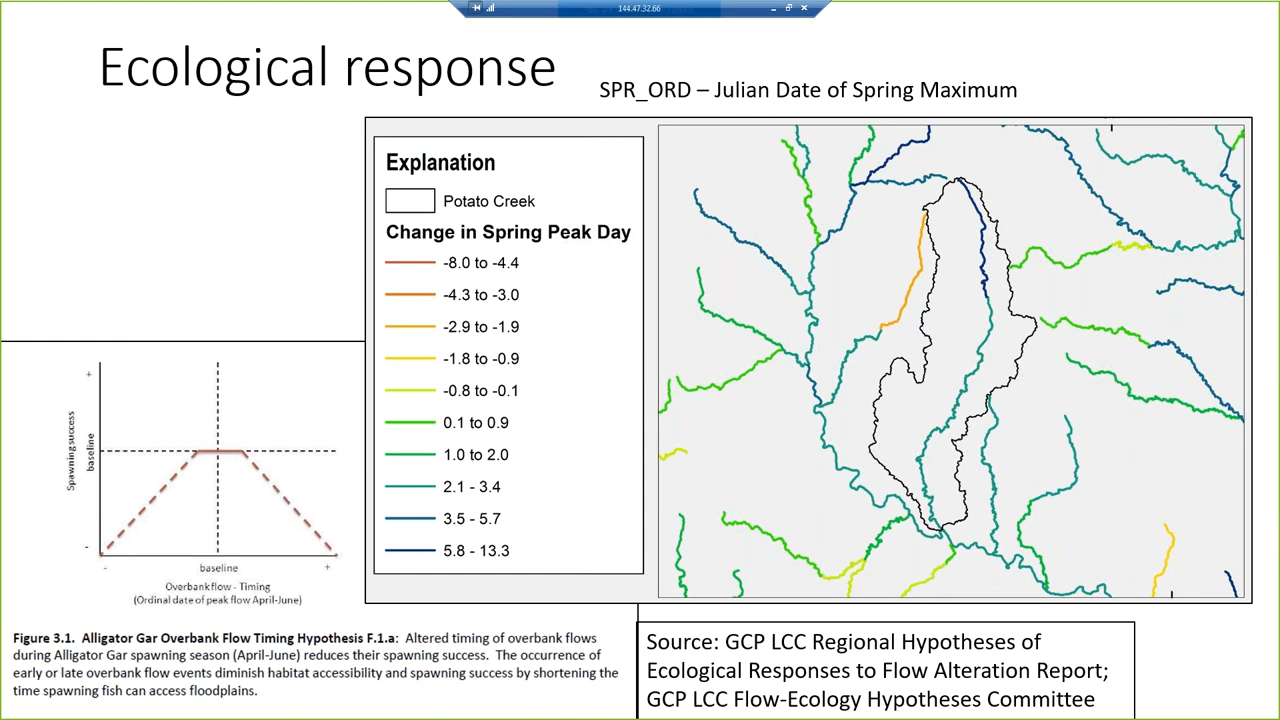 144.47.32.66
Ecological response
SPR_ORD – Julian Date of Spring Maximum
Explanation
Potato Creek
Change in Spring Peak Day
-8.0 to -4.4
-4.3 to -3.0
-2.9 to -1.9
-1.8 to -0.9
-0.8 to -0.1
0.1 to 0.9
1.0 to 2.0
2.1 - 3.4
3.5 - 5.7
5.8 - 13.3
+
Spawning success
baseline
-
- baseline +
Overbank flow - Timing
(Ordinal date of peak flow April-June)
Figure 3.1. Alligator Gar Overbank Flow Timing Hypothesis F.1.a: Altered timing of overbank flows
during Alligator Gar spawning season (April-June) reduces their spawning success. The occurrence of
early or late overbank flow events diminish habitat accessibility and spawning success by shortening the
time spawning fish can access floodplains.
Source: GCP LCC Regional Hypotheses of
Ecological Responses to Flow Alteration Report;
GCP LCC Flow-Ecology Hypotheses Committee